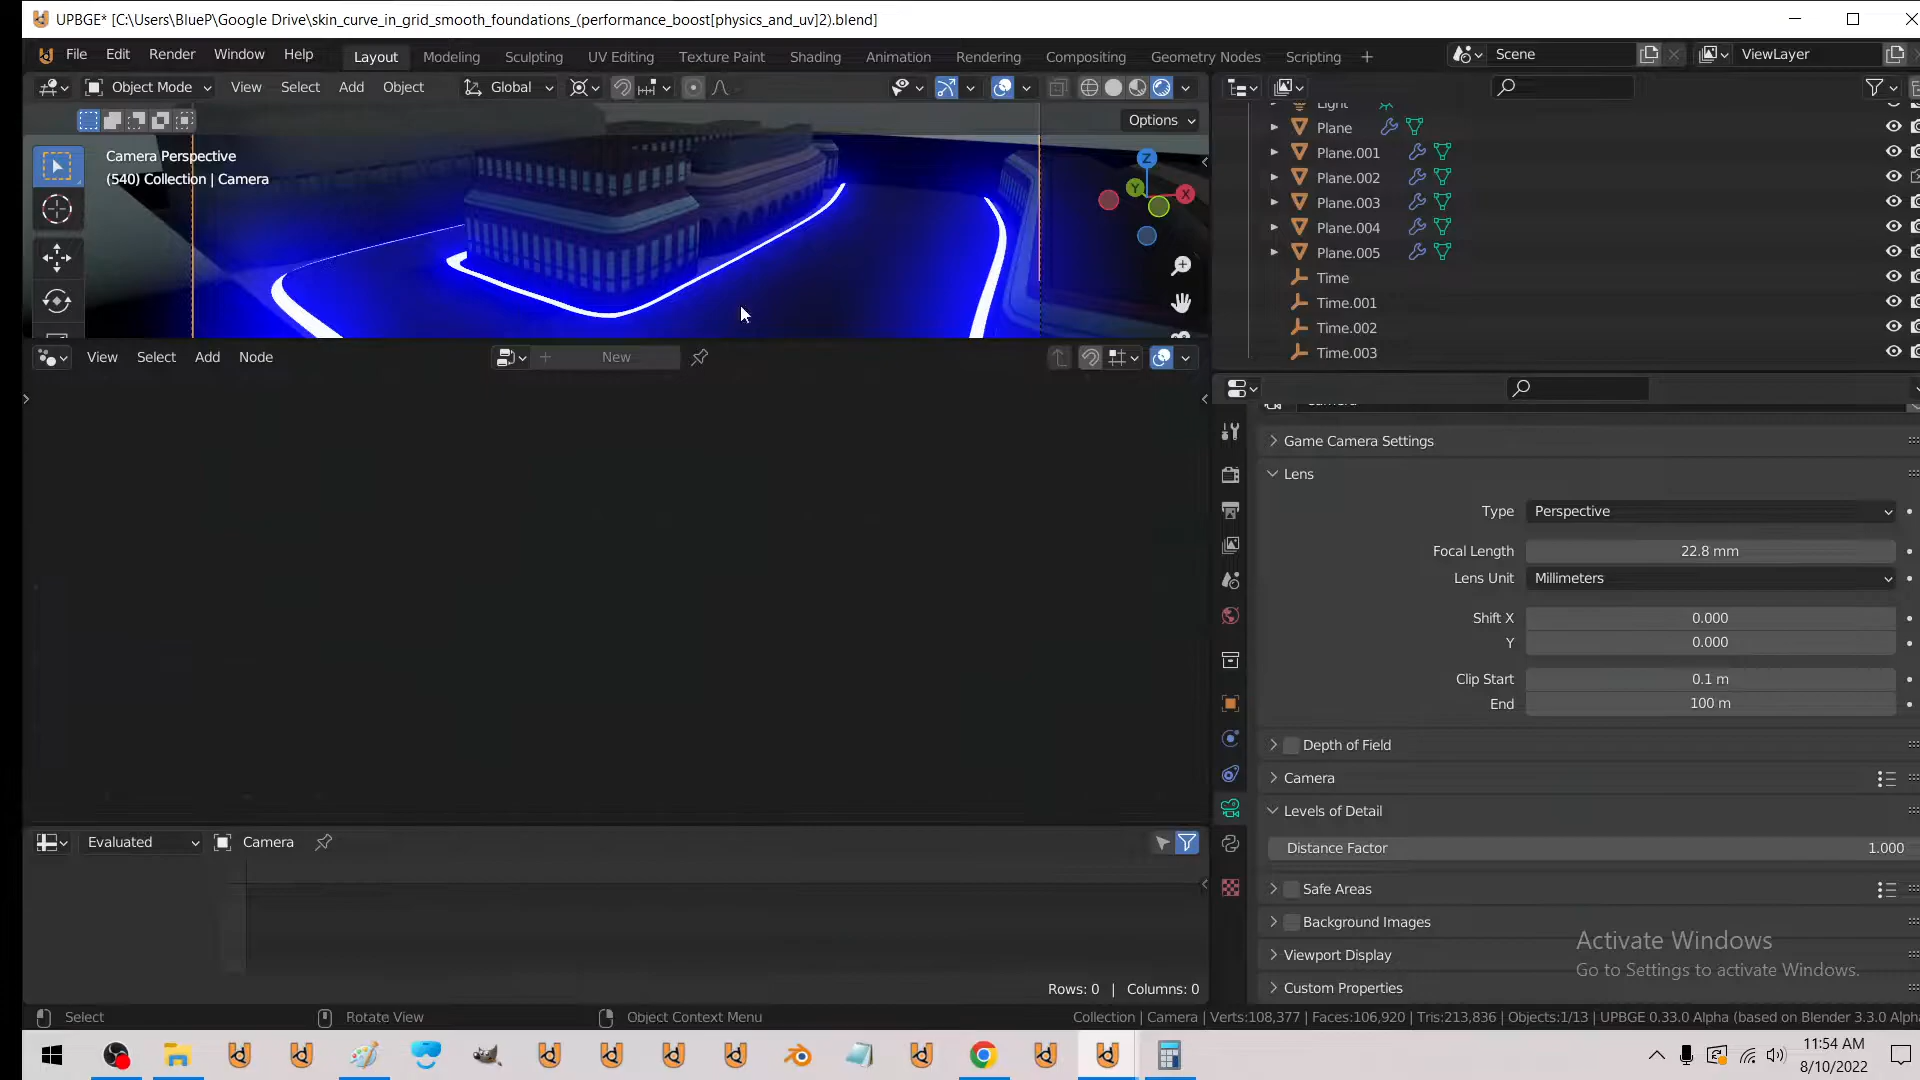 UPBGE* [C:\Users\BlueP\Google Drive\skin_curve_in_grid_smooth_foundations_(performance_boost[physics_and_uv]2).blend]
File Edit Render Window Help Layout Modeling Sculpting UV Editing Texture Paint Shading Animation Rendering Compositing Geometry Nodes Scripting + Scene ViewLayer
Object Mode View Select Add Object Global
Options
Camera Perspective
(540) Collection | Camera
Z
Y
X
Light
Plane
Plane.001
Plane.002
Plane.003
Plane.004
Plane.005
Time
Time.001
Time.002
Time.003
View Select Add Node New
Game Camera Settings
Lens
Type Perspective
Focal Length 22.8 mm
Lens Unit Millimeters
Shift X 0.000
Y 0.000
Clip Start 0.1 m
End 100 m
Depth of Field
Camera
Levels of Detail
Distance Factor 1.000
Safe Areas
Background Images
Viewport Display
Custom Properties
Evaluated Camera
Rows: 0 | Columns: 0
Activate Windows
Go to Settings to activate Windows.
Select Rotate View Object Context Menu Collection | Camera | Verts:108,377 | Faces:106,920 | Tris:213,836 | Objects:1/13 | UPBGE 0.33.0 Alpha (based on Blender 3.3.0 Alpha
11:54 AM
8/10/2022